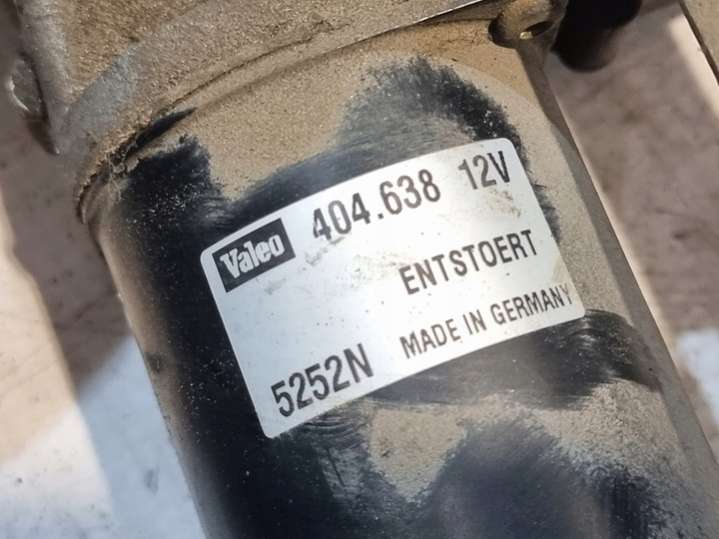 Valeo 404.638 12V
ENTSTOERT
5252N MADE IN GERMANY